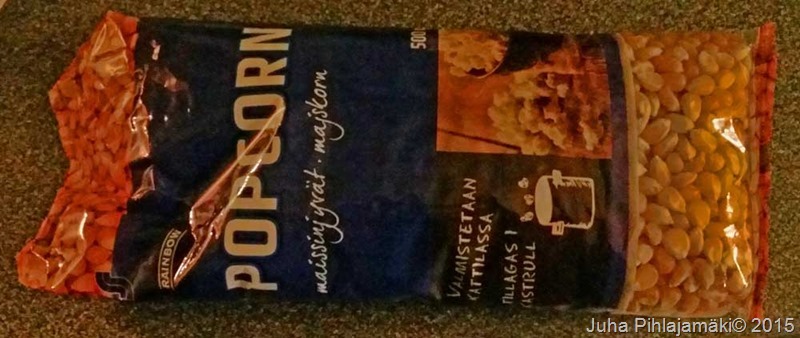 RAINBOW
POPCORN
maissinjyvät · majskorn
500
VALMISTETAAN
KATTILASSA
TILLAGAS I
KASTRULL
Juha Pihlajamäki© 2015